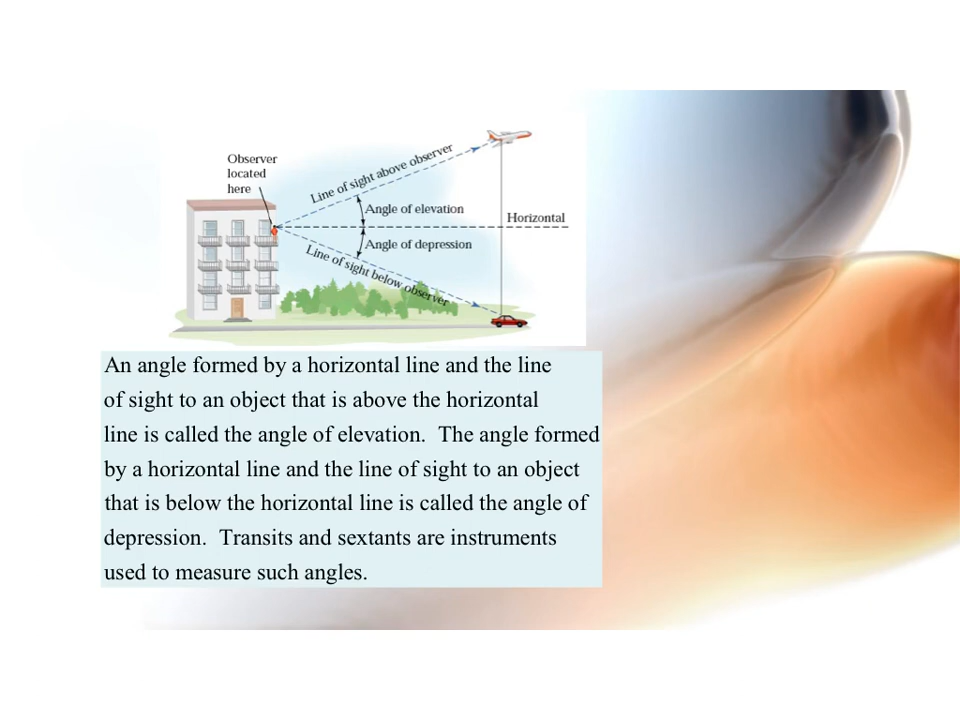 Observer
located
here
Line of sight above observer
Angle of elevation
Horizontal
Angle of depression
Line of sight below observer
An angle formed by a horizontal line and the line
of sight to an object that is above the horizontal
line is called the angle of elevation.  The angle formed
by a horizontal line and the line of sight to an object
that is below the horizontal line is called the angle of
depression.  Transits and sextants are instruments
used to measure such angles.